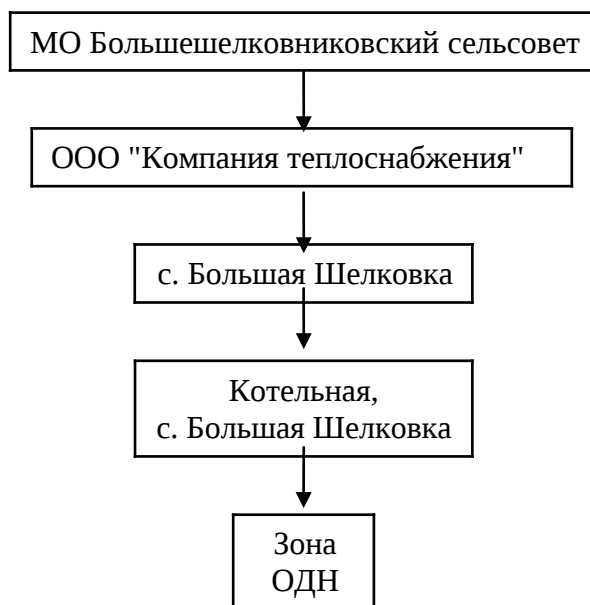 МО Большешелковниковский сельсовет
ООО "Компания теплоснабжения"
с. Большая Шелковка
Котельная,
с. Большая Шелковка
Зона
ОДН